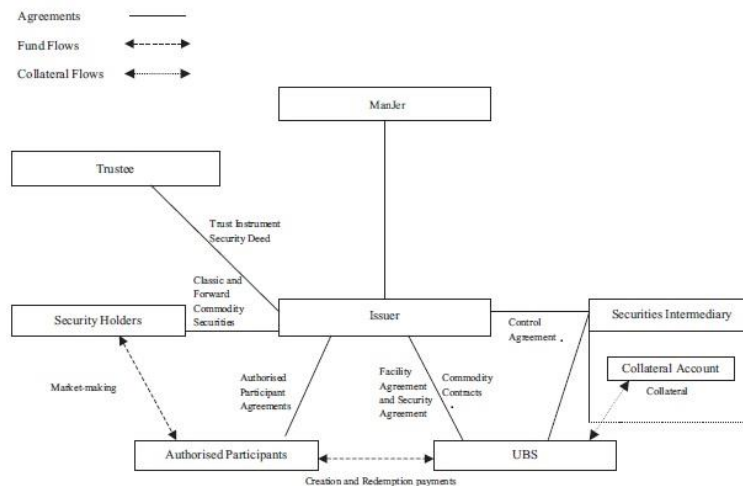 Agreements
Fund Flows
Collateral Flows
ManJer
Trustee
Trust Instrument
Security Deed
Classic and
Forward
Commodity
Securities
Security Holders
Issuer
Securities Intermediary
Control
Agreement .
Collateral Account
Collateral
Market-making
Authorised
Participant
Agreements
Facility
Agreement
and Security
Agreement
Commodity
Contracts
.
Authorised Participants
UBS
Creation and Redemption payments